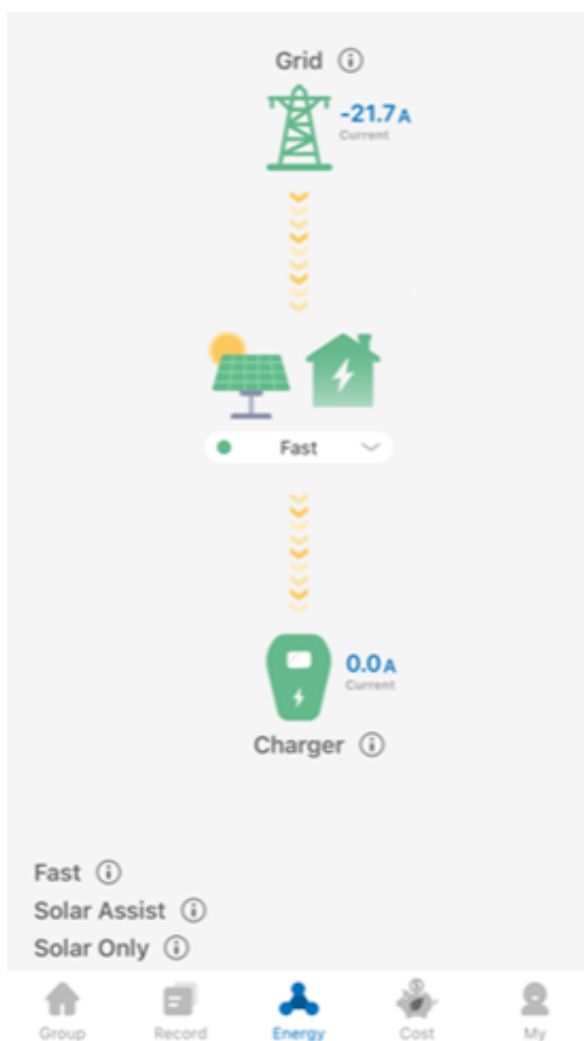 Grid
-21.7A
Current
Fast
0.0A
Current
Charger
Fast
Solar Assist
Solar Only
Group Record Energy Cost My